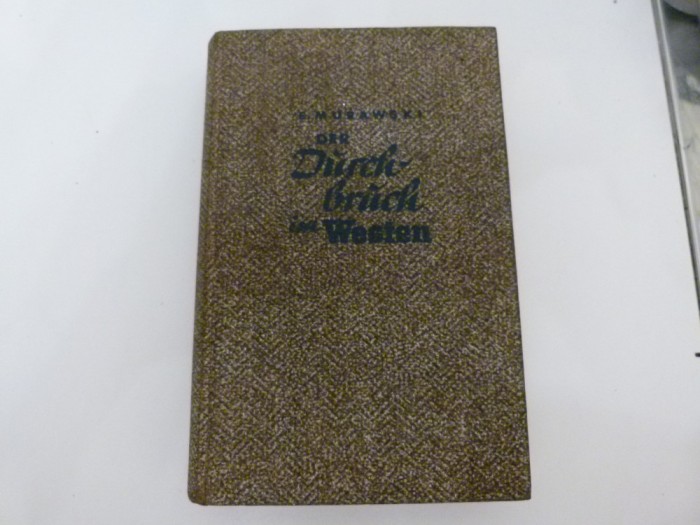 E. MURAWSKI
DER
Durch-
bruch
im Westen